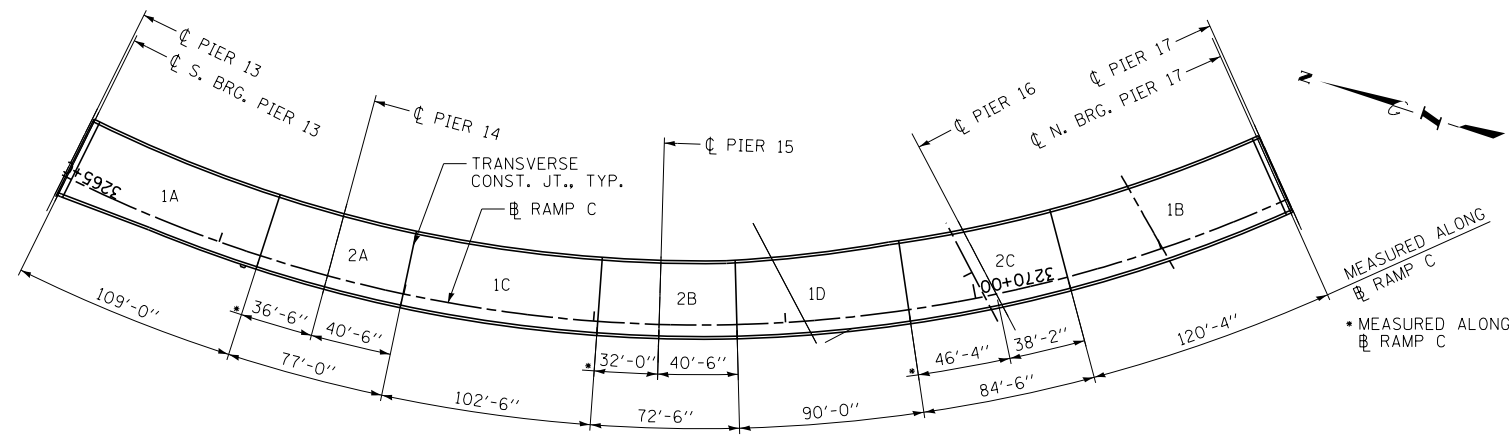 ℄ PIER 13
℄ S. BRG. PIER 13
℄ PIER 14
TRANSVERSE
CONST. JT., TYP.
℄ PIER 15
℄ PIER 16
℄ PIER 17
℄ N. BRG. PIER 17
N
3265+
1A
2A
1C
2B
1D
2C
3270+00
1B
RAMP C
* 36'-6"
40'-6"
* 32'-0"
40'-6"
* 46'-4"
38'-2"
109'-0"
77'-0"
102'-6"
72'-6"
90'-0"
84'-6"
120'-4"
MEASURED ALONG
RAMP C
* MEASURED ALONG
RAMP C